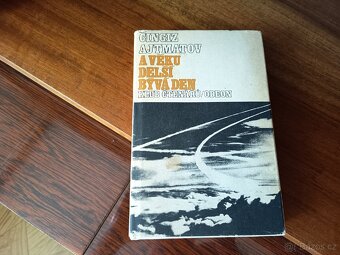 ČINGIZ
AJTMATOV
A VĚKU
DELŠÍ
BÝVÁ DEN
KLUB ČTENÁŘŮ ODEON